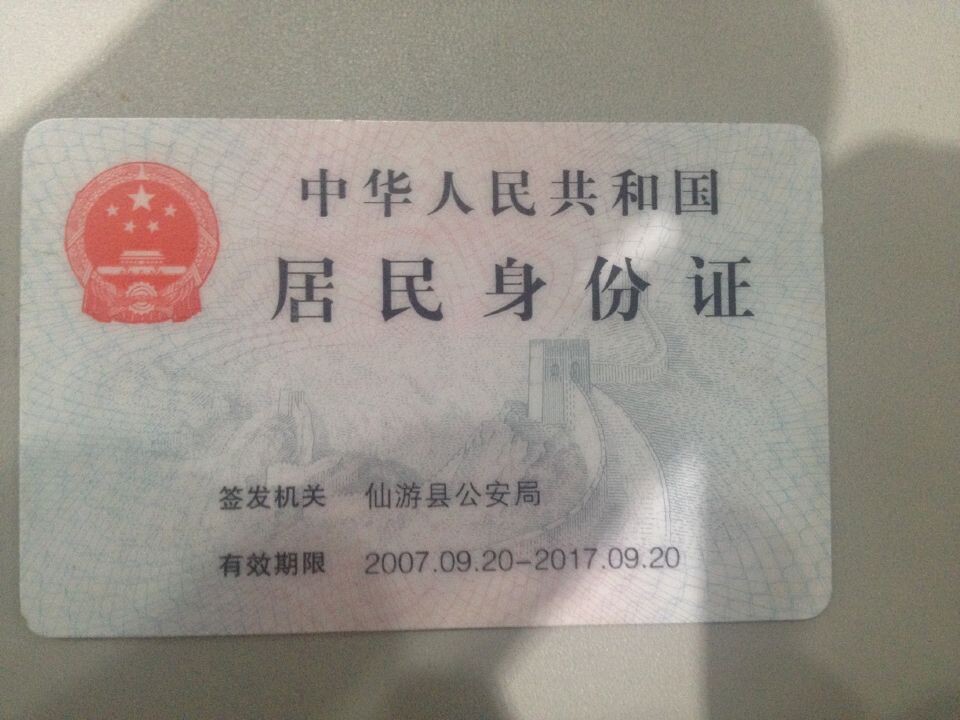 中华人民共和国
居民身份证
签发机关 仙游县公安局
有效期限 2007.09.20-2017.09.20